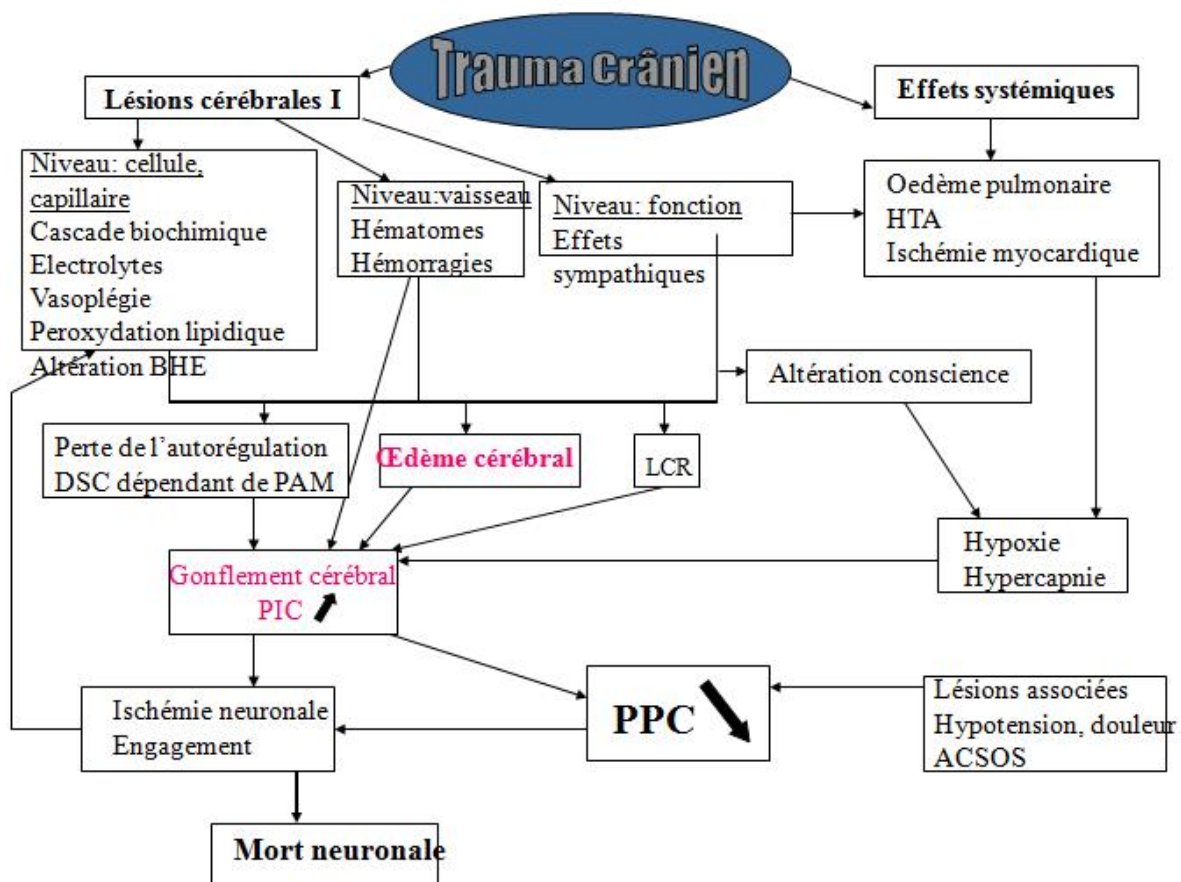 Trauma Crânien
Lésions cérébrales I
Effets systémiques
Niveau: cellule,
capillaire
Cascade biochimique
Electrolytes
Vasoplégie
Peroxydation lipidique
Altération BHE
Niveau:vaisseau
Hématomes
Hémorragies
Niveau: fonction
Effets
sympathiques
Oedème pulmonaire
HTA
Ischémie myocardique
Altération conscience
Perte de l’autorégulation
DSC dépendant de PAM
Œdème cérébral
LCR
Hypoxie
Hypercapnie
Gonflement cérébral
PIC
Ischémie neuronale
Engagement
PPC
Lésions associées
Hypotension, douleur
ACSOS
Mort neuronale